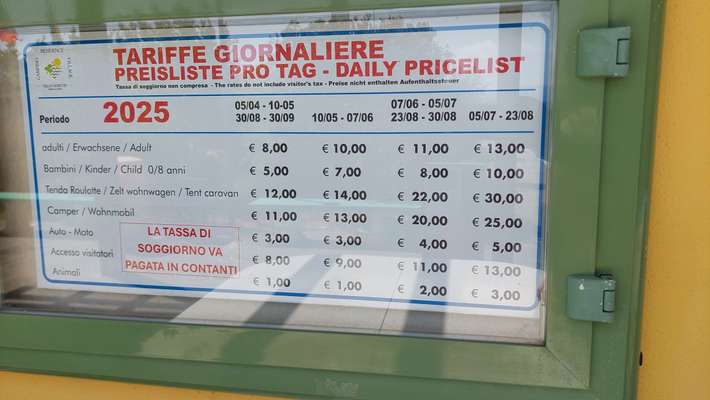 CAMPING RESIDENCE
TARIFFE GIORNALIERE
PREISLISTE PRO TAG - DAILY PRICELIST
Tassa di soggiorno non compresa - The rates do not include visitor's tax - Preise nicht enthalten Aufenthaltssteuer
Periodo 2025 05/04 - 10/05 30/08 - 30/09 10/05 - 07/06 07/06 - 05/07 23/08 - 30/08 05/07 - 23/08
adulti / Erwachsene / Adult € 8,00 € 10,00 € 11,00 € 13,00
Bambini / Kinder / Child 0/8 anni € 5,00 € 7,00 € 8,00 € 10,00
Tenda Roulotte / Zelt wohnwagen / Tent caravan € 12,00 € 14,00 € 22,00 € 30,00
Camper / Wohnmobil € 11,00 € 13,00 € 20,00 € 25,00
Auto - Moto € 3,00 € 3,00 € 4,00 € 5,00
Accesso visitatori € 8,00 € 9,00 € 11,00 € 13,00
Animali € 1,00 € 1,00 € 2,00 € 3,00
LA TASSA DI
SOGGIORNO VA
PAGATA IN CONTANTI